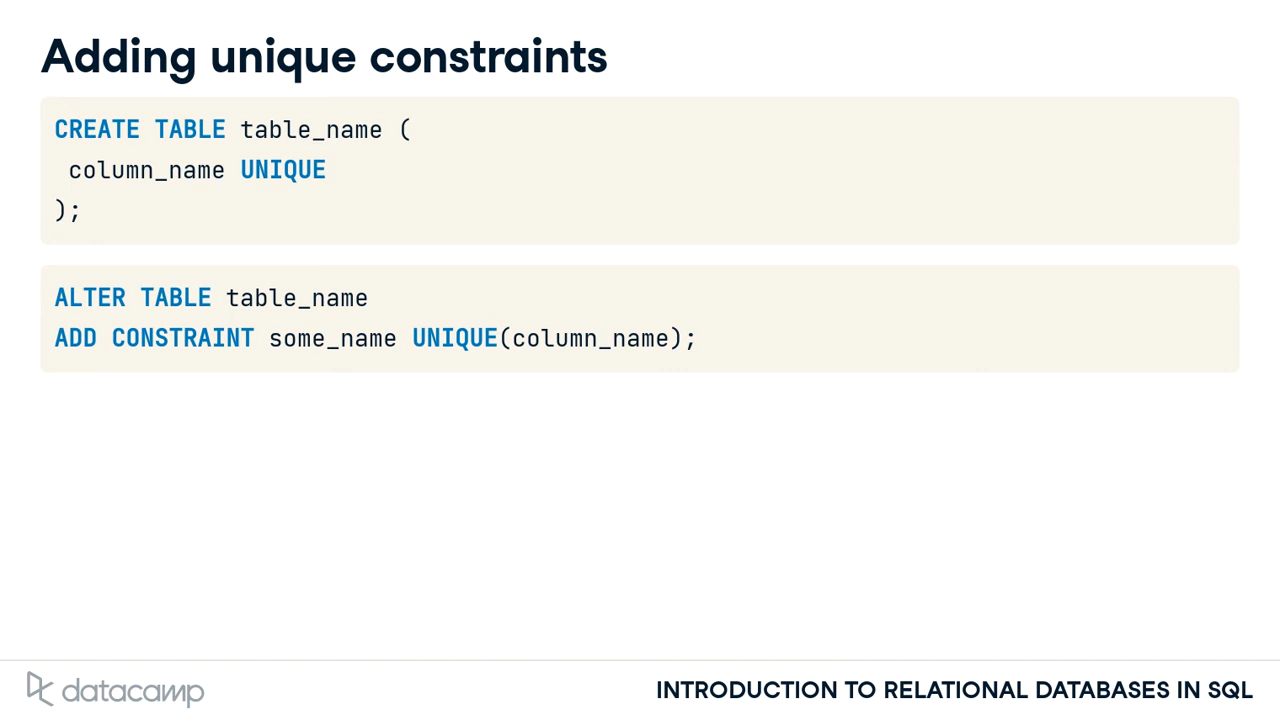 Adding unique constraints
CREATE TABLE table_name (
 column_name UNIQUE
);
ALTER TABLE table_name
ADD CONSTRAINT some_name UNIQUE(column_name);
datacamp
INTRODUCTION TO RELATIONAL DATABASES IN SQL